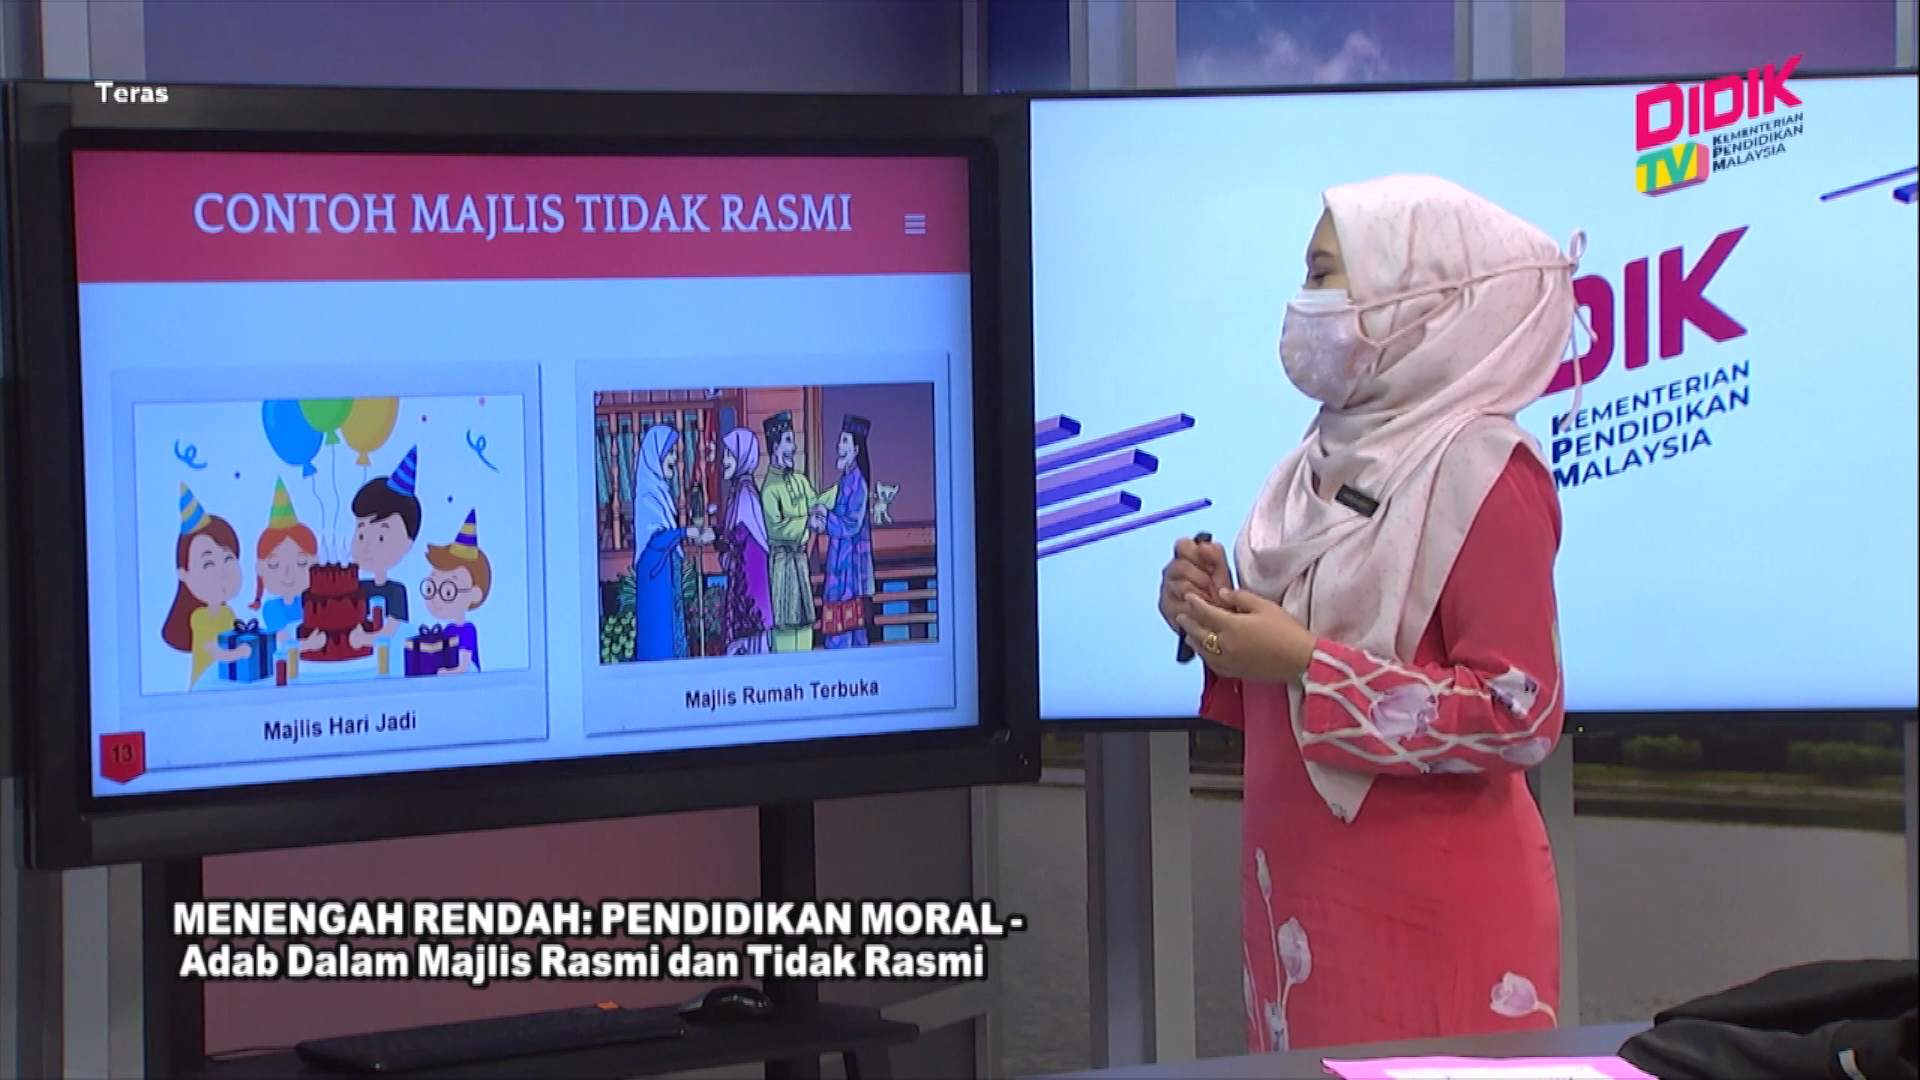 Teras
CONTOH MAJLIS TIDAK RASMI
Majlis Hari Jadi
Majlis Rumah Terbuka
13
DIDIK
TV
KEMENTERIAN
PENDIDIKAN
MALAYSIA
DIDIK
KEMENTERIAN
PENDIDIKAN
MALAYSIA
MENENGAH RENDAH: PENDIDIKAN MORAL -
Adab Dalam Majlis Rasmi dan Tidak Rasmi